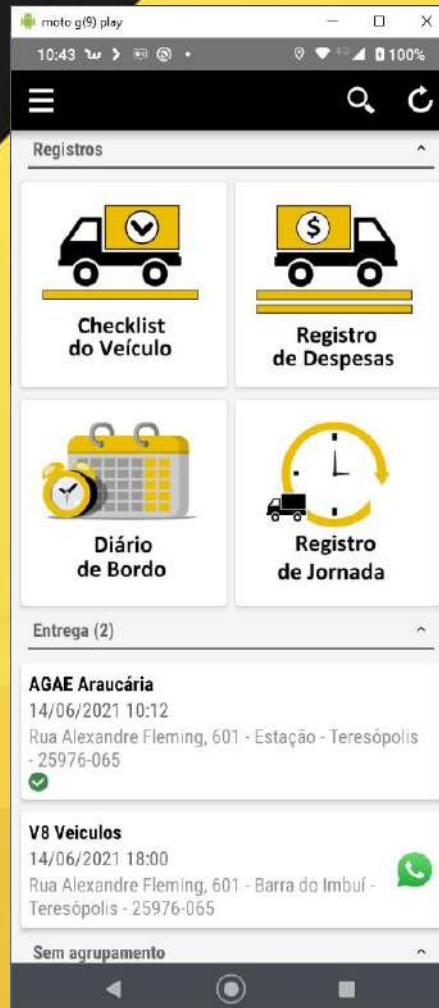 moto g(9) play
10:43
4G
100%
Registros
Checklist
do Veículo
$
Registro
de Despesas
Diário
de Bordo
Registro
de Jornada
Entrega (2)
AGAE Araucária
14/06/2021 10:12
Rua Alexandre Fleming, 601 - Estação - Teresópolis
- 25976-065
V8 Veiculos
14/06/2021 18:00
Rua Alexandre Fleming, 601 - Barra do Imbuí -
Teresópolis - 25976-065
Sem agrupamento